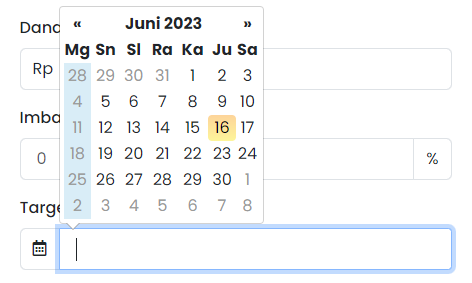 Dana
« Juni 2023 »
Mg Sn Sl Ra Ka Ju Sa
Rp
28 29 30 31 1 2 3
4 5 6 7 8 9 10
Imba
11 12 13 14 15 16 17
0 %
18 19 20 21 22 23 24
25 26 27 28 29 30 1
Targe
2 3 4 5 6 7 8